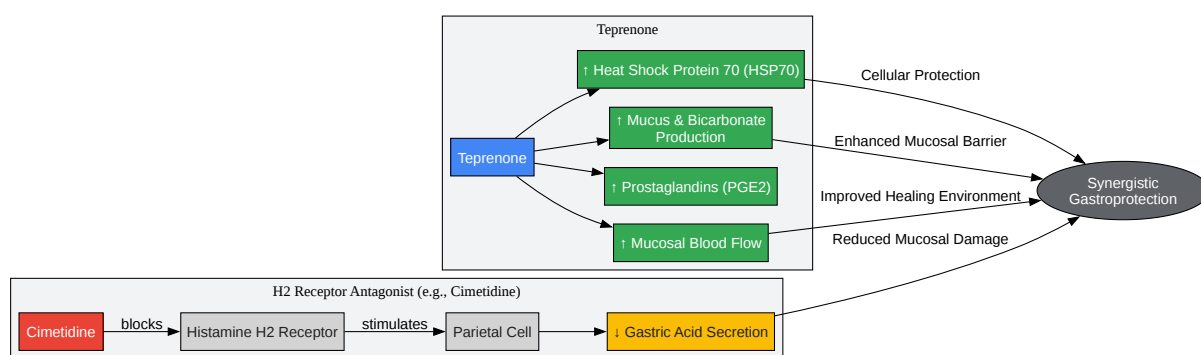 Teprenone
↑ Heat Shock Protein 70 (HSP70)
Cellular Protection
↑ Mucus & Bicarbonate
Production
Enhanced Mucosal Barrier
Teprenone
↑ Prostaglandins (PGE2)
Synergistic
Gastroprotection
Improved Healing Environment
↑ Mucosal Blood Flow
Reduced Mucosal Damage
H2 Receptor Antagonist (e.g., Cimetidine)
Cimetidine
blocks
Histamine H2 Receptor
stimulates
Parietal Cell
↓ Gastric Acid Secretion